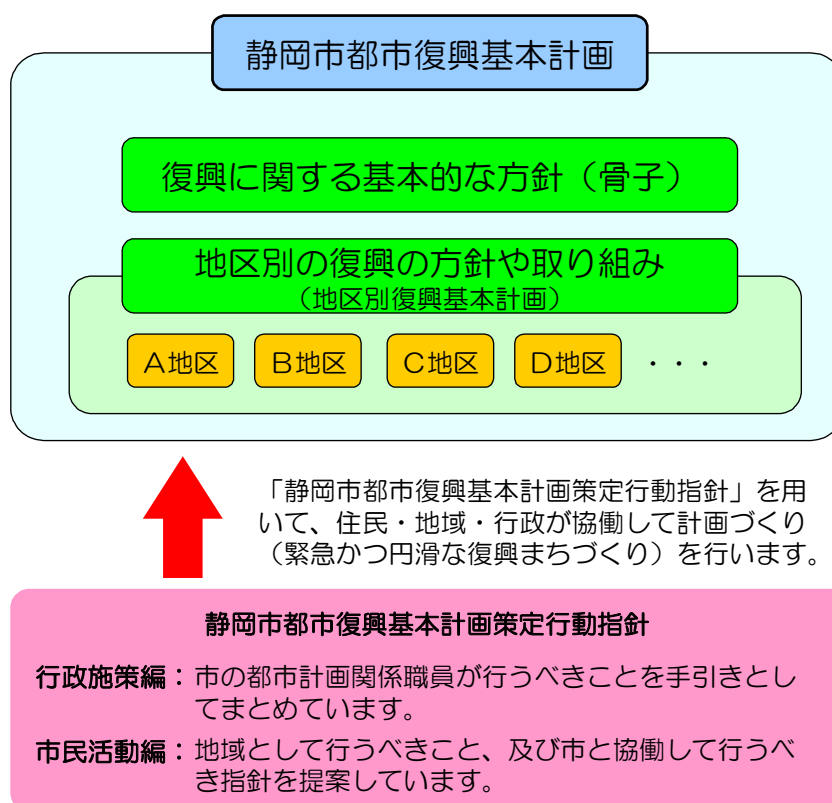 静岡市都市復興基本計画
復興に関する基本的な方針（骨子）
地区別の復興の方針や取り組み
（地区別復興基本計画）
A地区 B地区 C地区 D地区 ・・・
「静岡市都市復興基本計画策定行動指針」を用
いて、住民・地域・行政が協働して計画づくり
（緊急かつ円滑な復興まちづくり）を行います。
静岡市都市復興基本計画策定行動指針
行政施策編：市の都市計画関係職員が行うべきことを手引きとし
てまとめています。
市民活動編：地域として行うべきこと、及び市と協働して行うべ
き指針を提案しています。